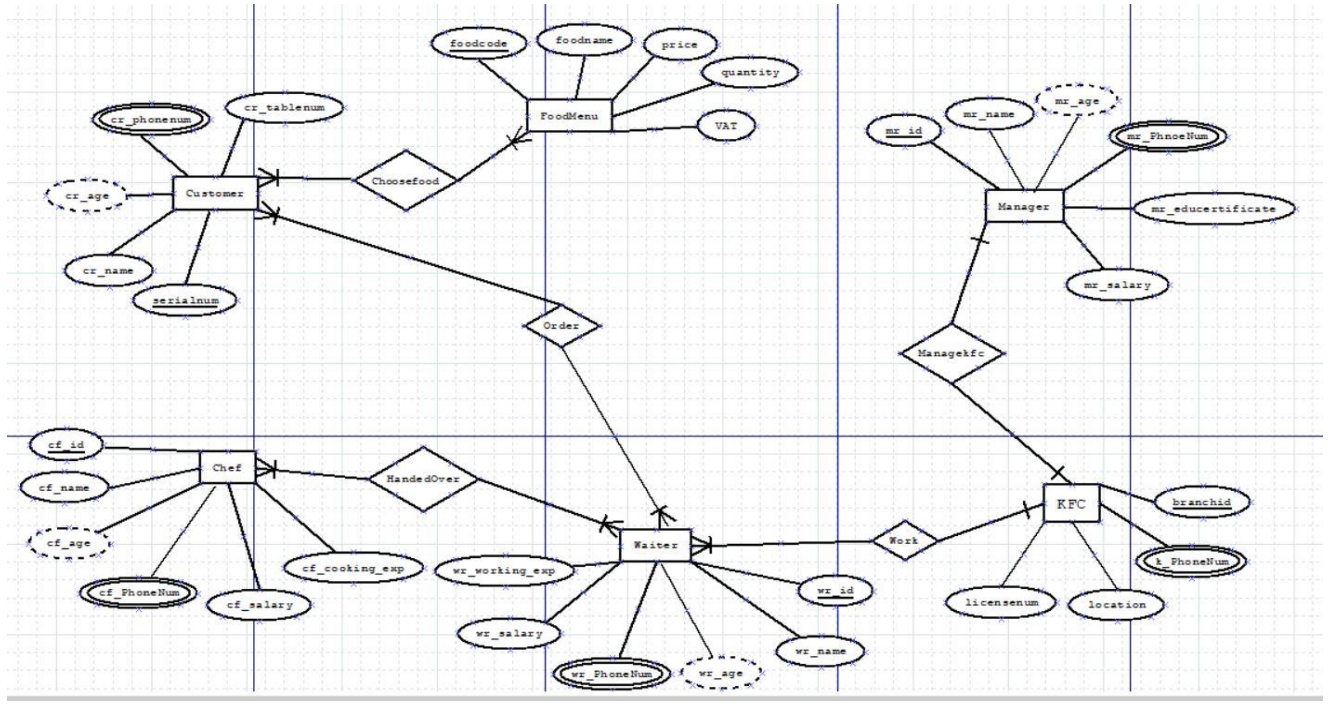 foodcode
foodname
price
quantity
VAT
FoodMenu
cr_phonenum
cr_tablenum
cr_age
Customer
cr_name
serialnum
Choosefood
mr_id
mr_name
mr_age
mr_PhnoeNum
Manager
mr_educertificate
mr_salary
Order
Managekfc
cf_id
cf_name
cf_age
Chef
cf_PhoneNum
cf_salary
cf_cooking_exp
HandedOver
Waiter
wr_working_exp
wr_salary
wr_PhoneNum
wr_age
wr_name
wr_id
Work
KFC
branchid
k_PhoneNum
licensenum
location